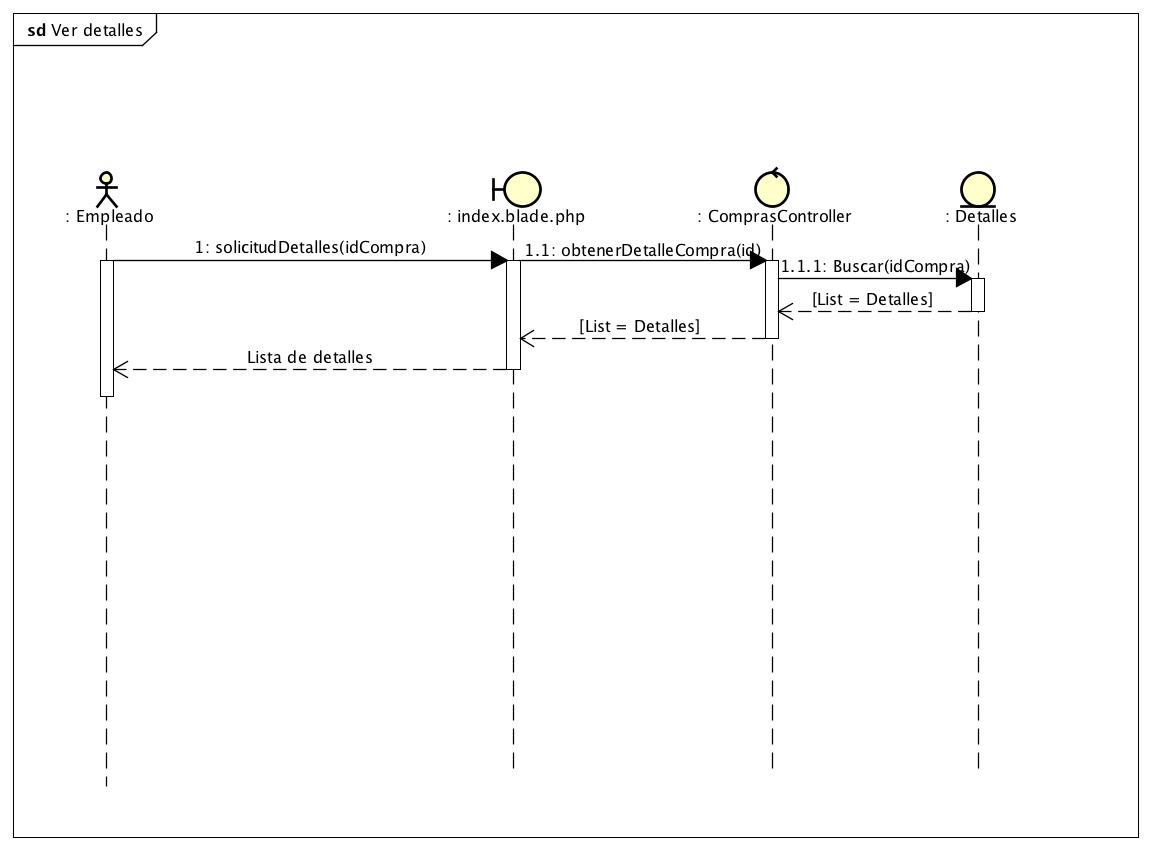 sd Ver detalles
: Empleado
: index.blade.php
: ComprasController
: Detalles
1: solicitudDetalles(idCompra)
1.1: obtenerDetalleCompra(id)
1.1.1: Buscar(idCompra)
[List = Detalles]
[List = Detalles]
Lista de detalles